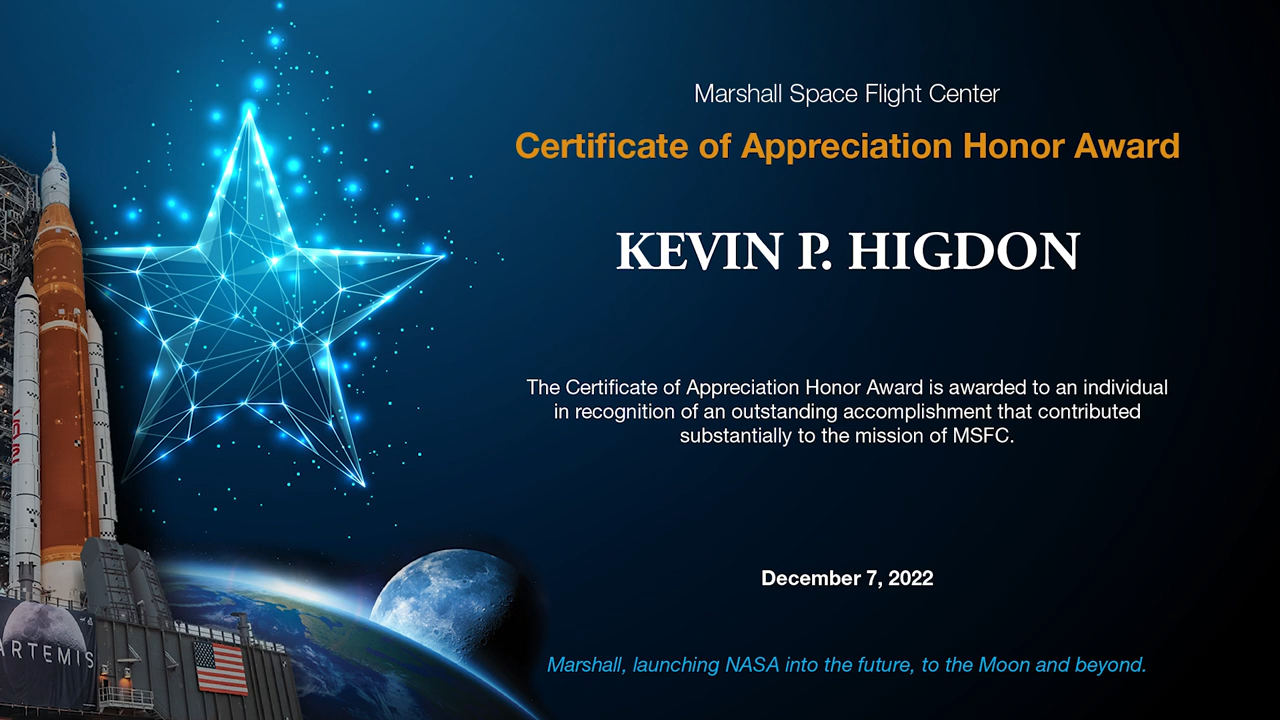 Marshall Space Flight Center
Certificate of Appreciation Honor Award
KEVIN P. HIGDON
The Certificate of Appreciation Honor Award is awarded to an individual
in recognition of an outstanding accomplishment that contributed
substantially to the mission of MSFC.
December 7, 2022
Marshall, launching NASA into the future, to the Moon and beyond.
ARTEMIS